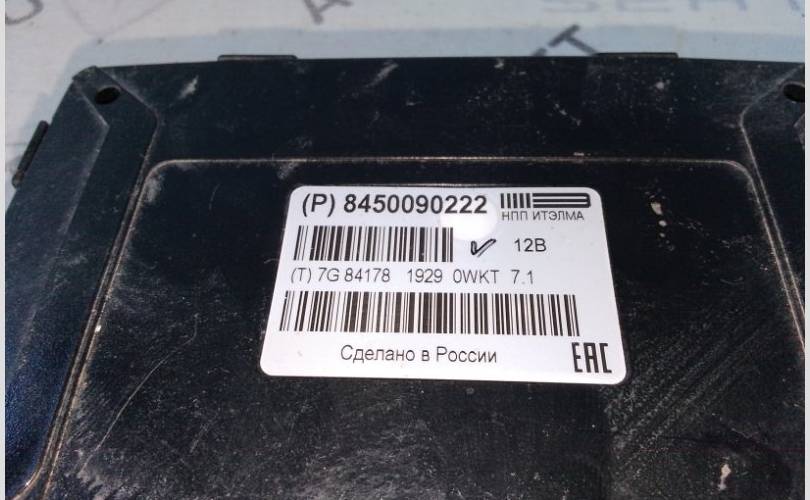 (P) 8450090222
НПП ИТЭЛМА
12В
(T) 7G 84178 1929 0WKT 7.1
Сделано в России
EAC